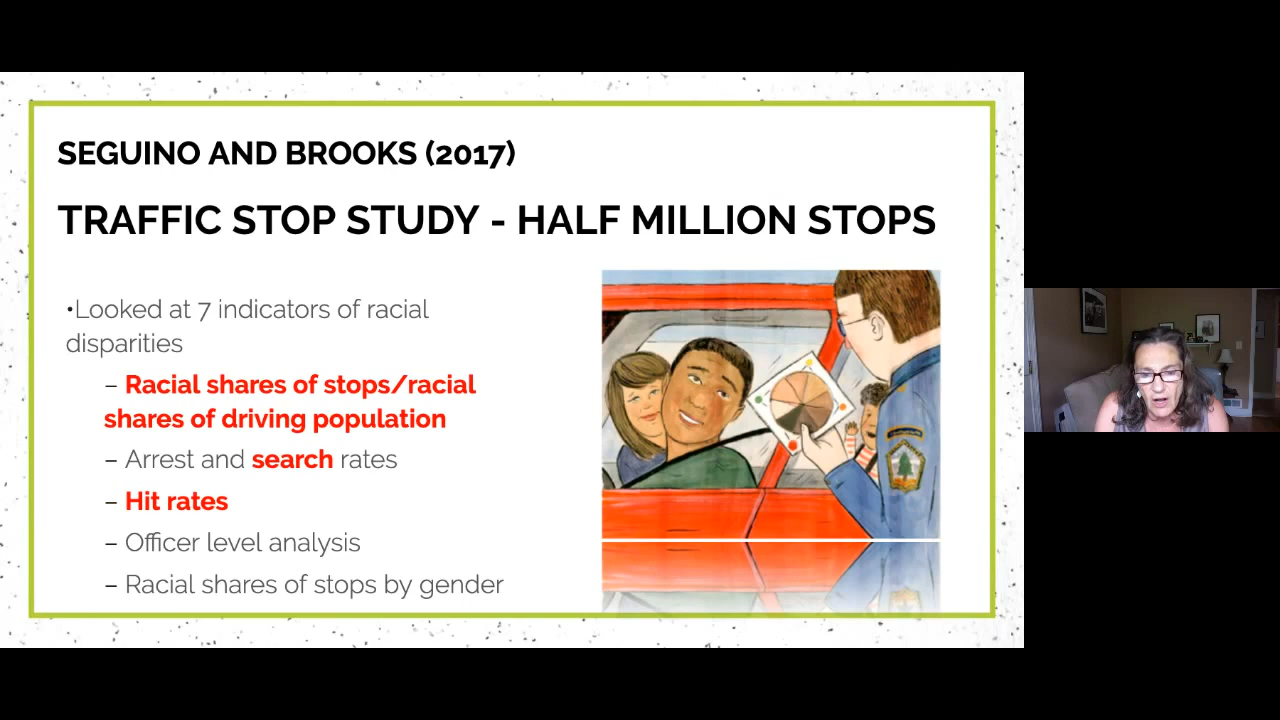 SEGUINO AND BROOKS (2017)
TRAFFIC STOP STUDY - HALF MILLION STOPS
•Looked at 7 indicators of racial
disparities
– Racial shares of stops/racial
shares of driving population
– Arrest and search rates
– Hit rates
– Officer level analysis
– Racial shares of stops by gender